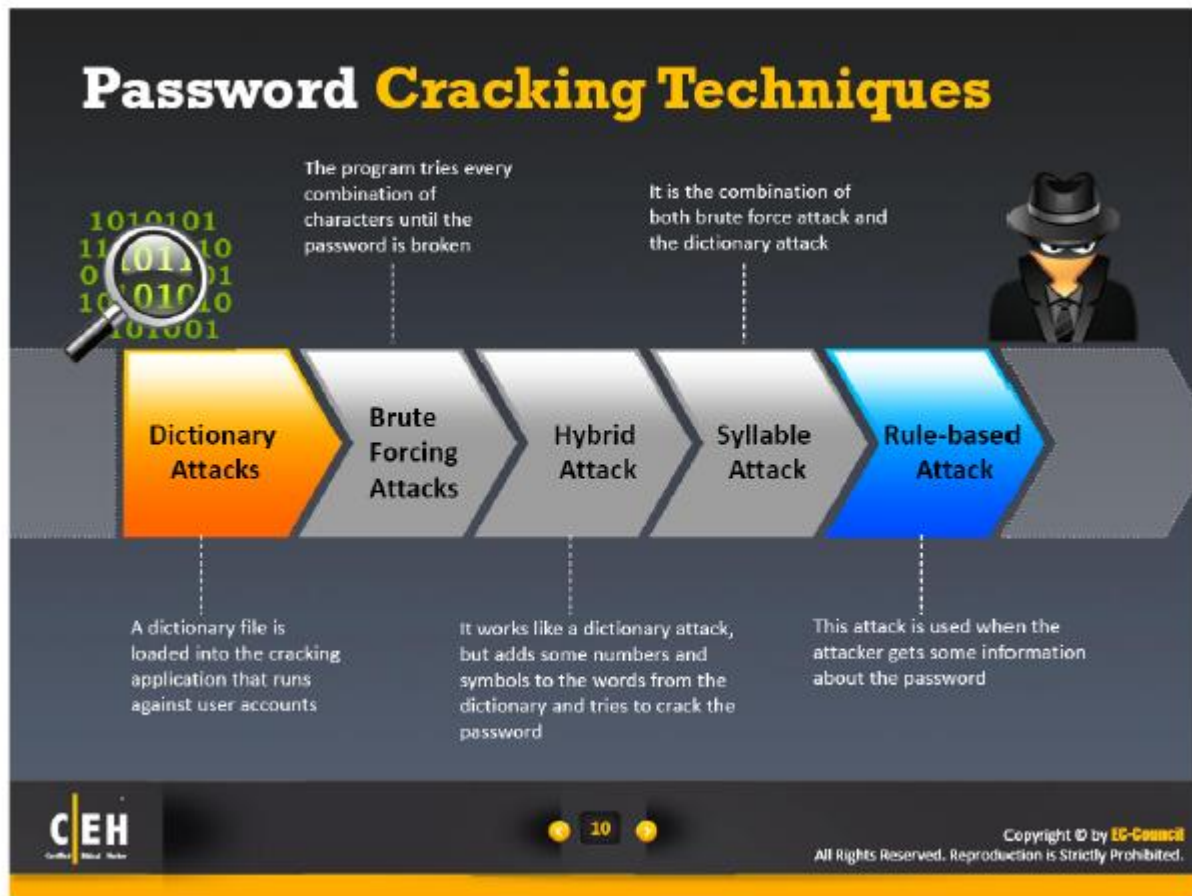 Password Cracking Techniques
The program tries every
combination of
characters until the
password is broken
It is the combination of
both brute force attack and
the dictionary attack
1010101
Dictionary
Attacks
Brute
Forcing
Attacks
Hybrid
Attack
Syllable
Attack
Rule-based
Attack
A dictionary file is
loaded into the cracking
application that runs
against user accounts
It works like a dictionary attack,
but adds some numbers and
symbols to the words from the
dictionary and tries to crack the
password
This attack is used when the
attacker gets some information
about the password
C|EH
Certified Ethical Hacker
10
Copyright © by EC-Council
All Rights Reserved. Reproduction is Strictly Prohibited.